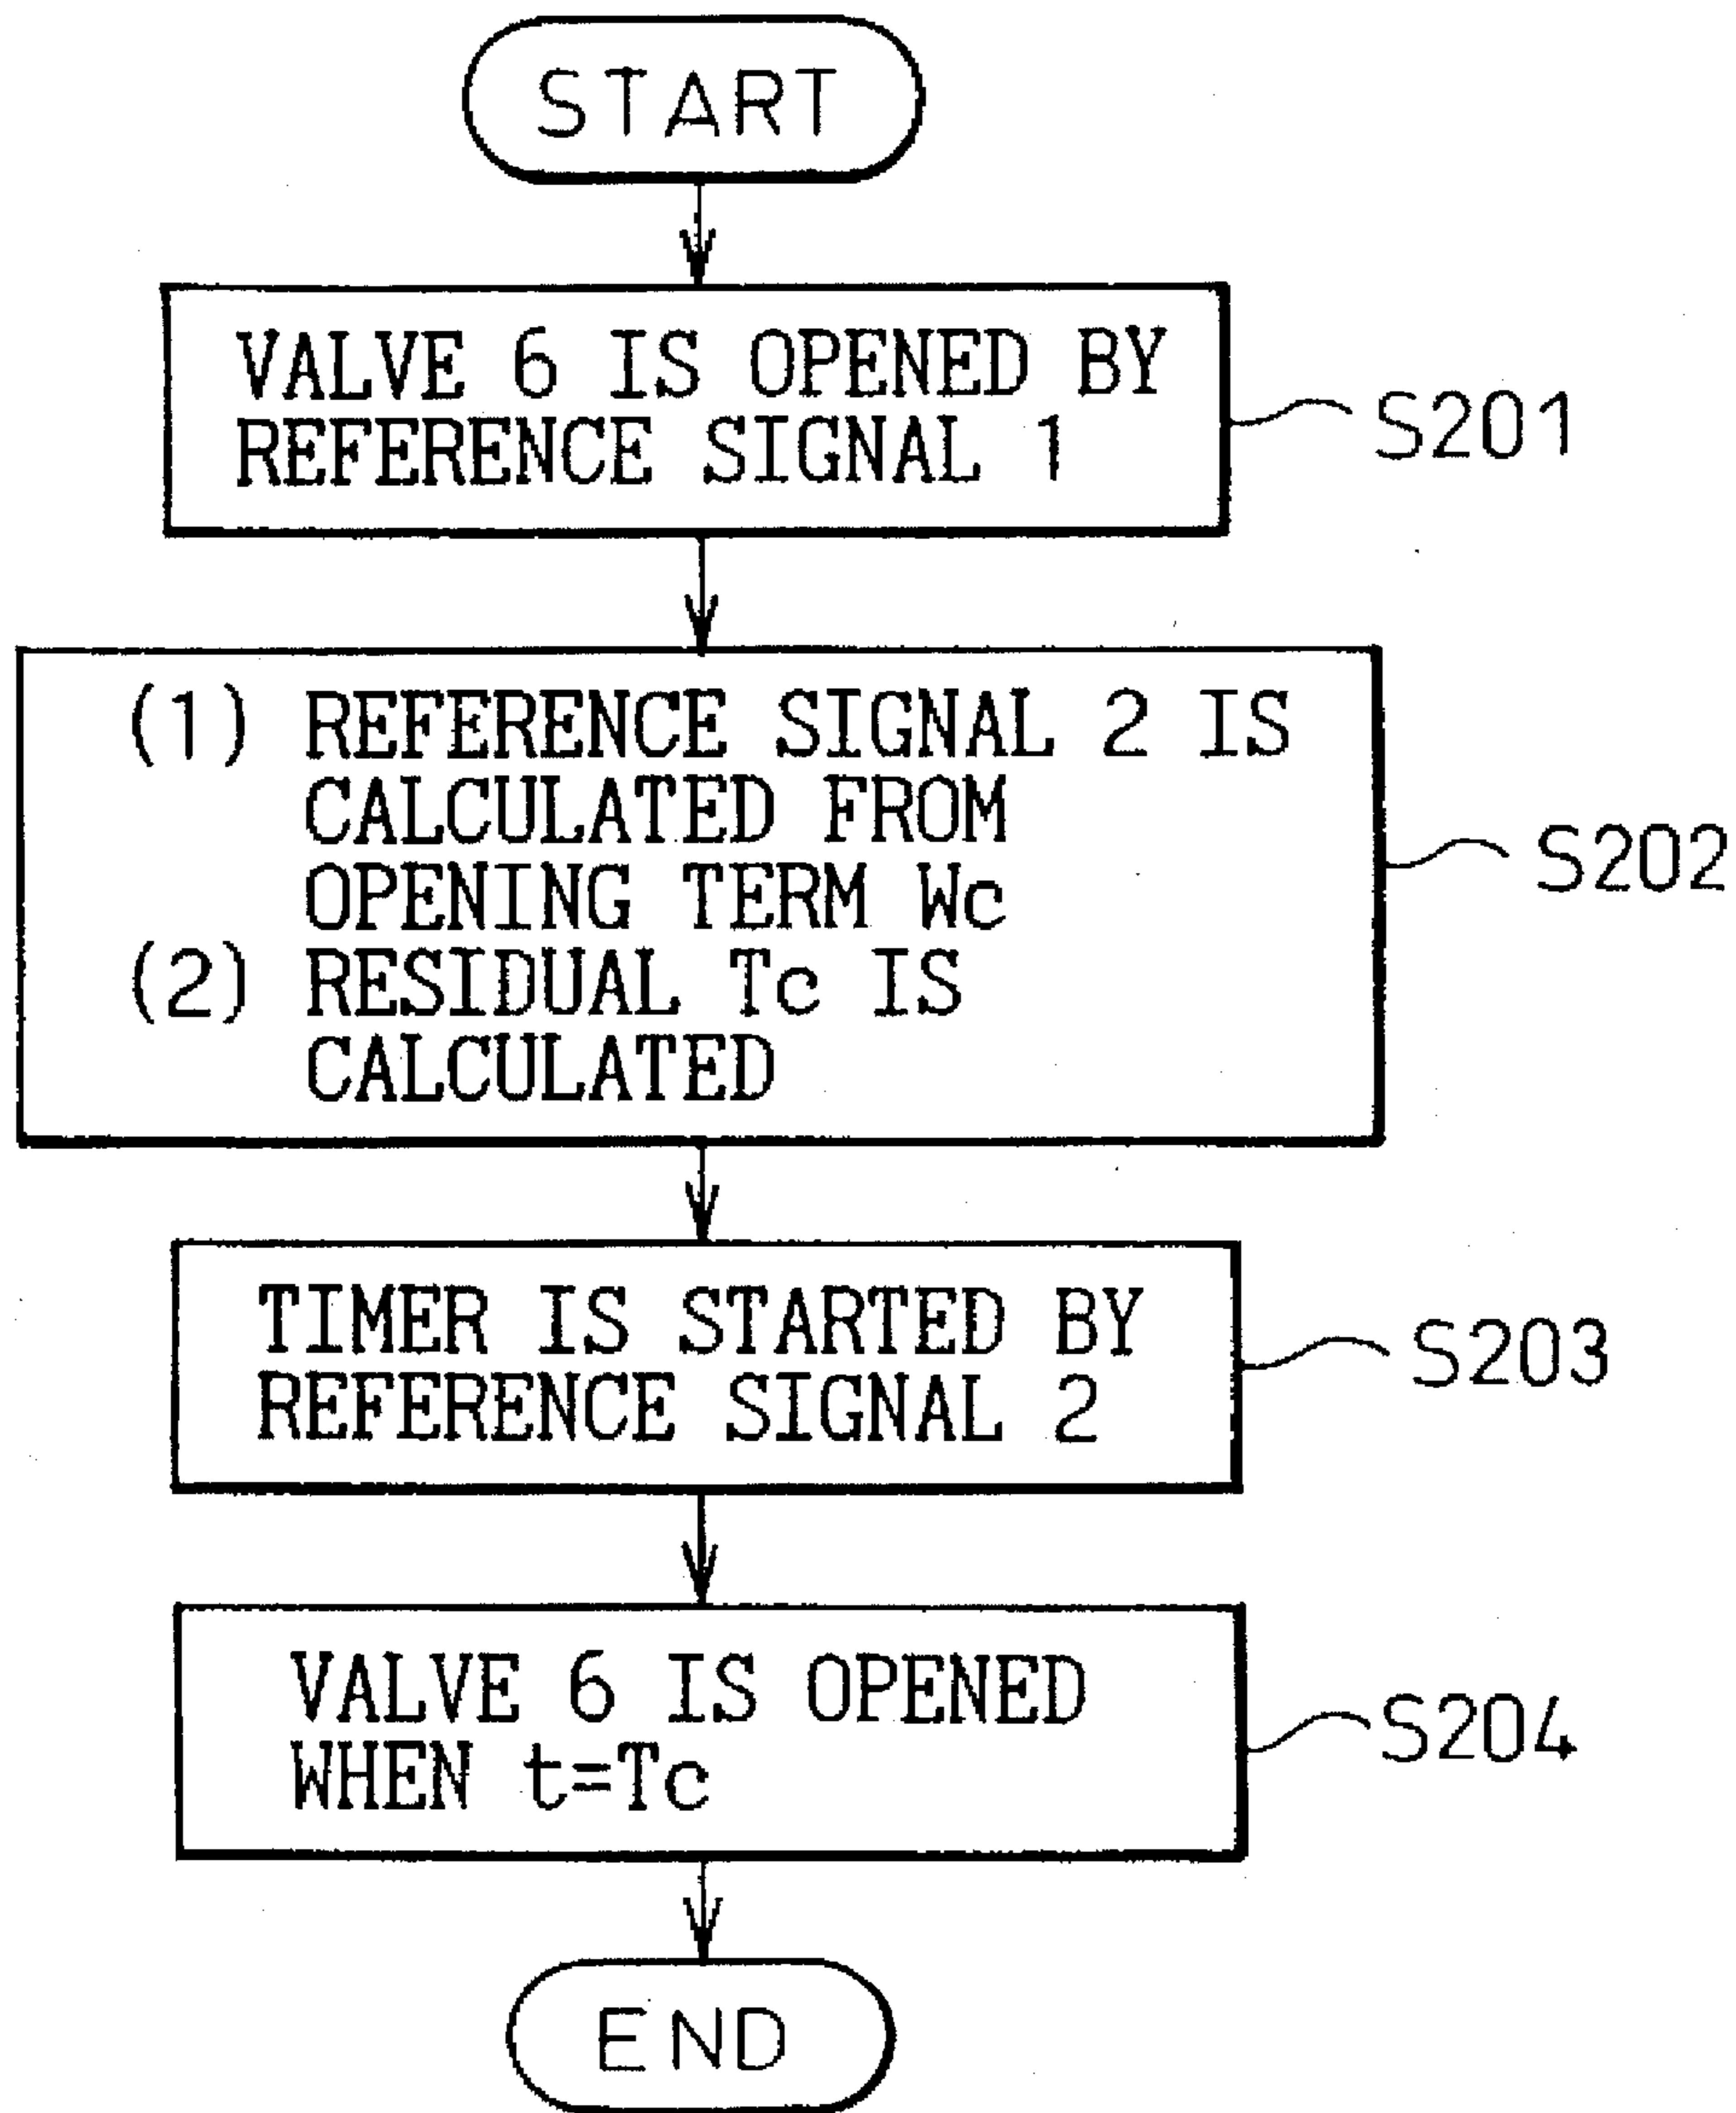 START
VALVE 6 IS OPENED BY
REFERENCE SIGNAL 1
S201
(1) REFERENCE SIGNAL 2 IS
CALCULATED FROM
OPENING TERM Wc
(2) RESIDUAL Tc IS
CALCULATED
S202
TIMER IS STARTED BY
REFERENCE SIGNAL 2
S203
VALVE 6 IS OPENED
WHEN t=Tc
S204
END